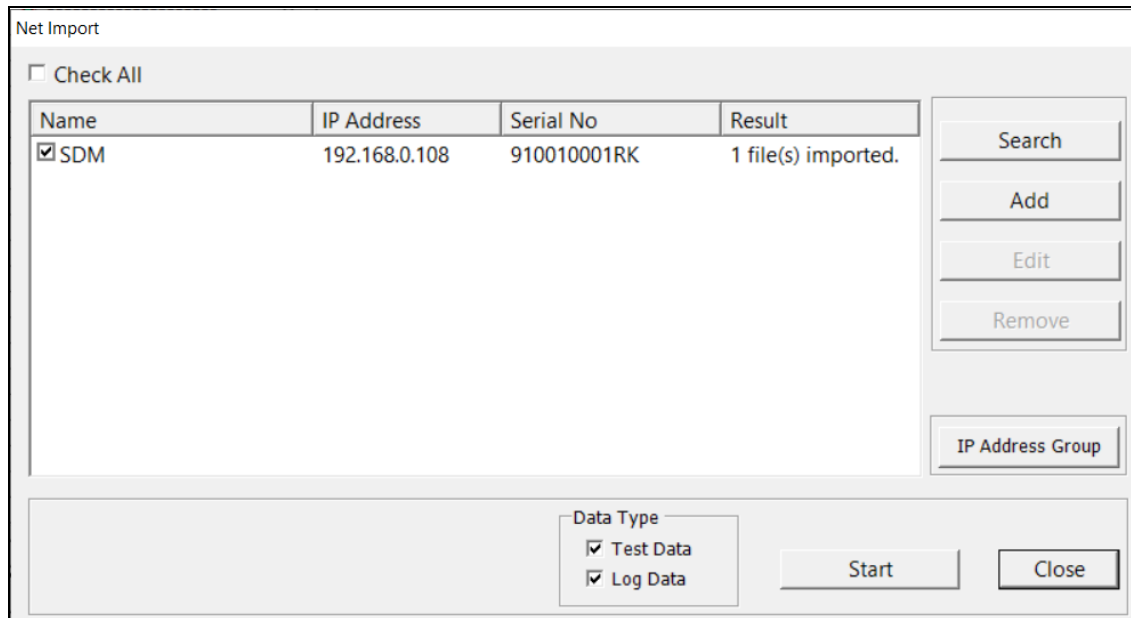 Net Import
Check All
Name IP Address Serial No Result
SDM 192.168.0.108 910010001RK 1 file(s) imported.
Search
Add
Edit
Remove
IP Address Group
Data Type
Test Data
Log Data
Start
Close